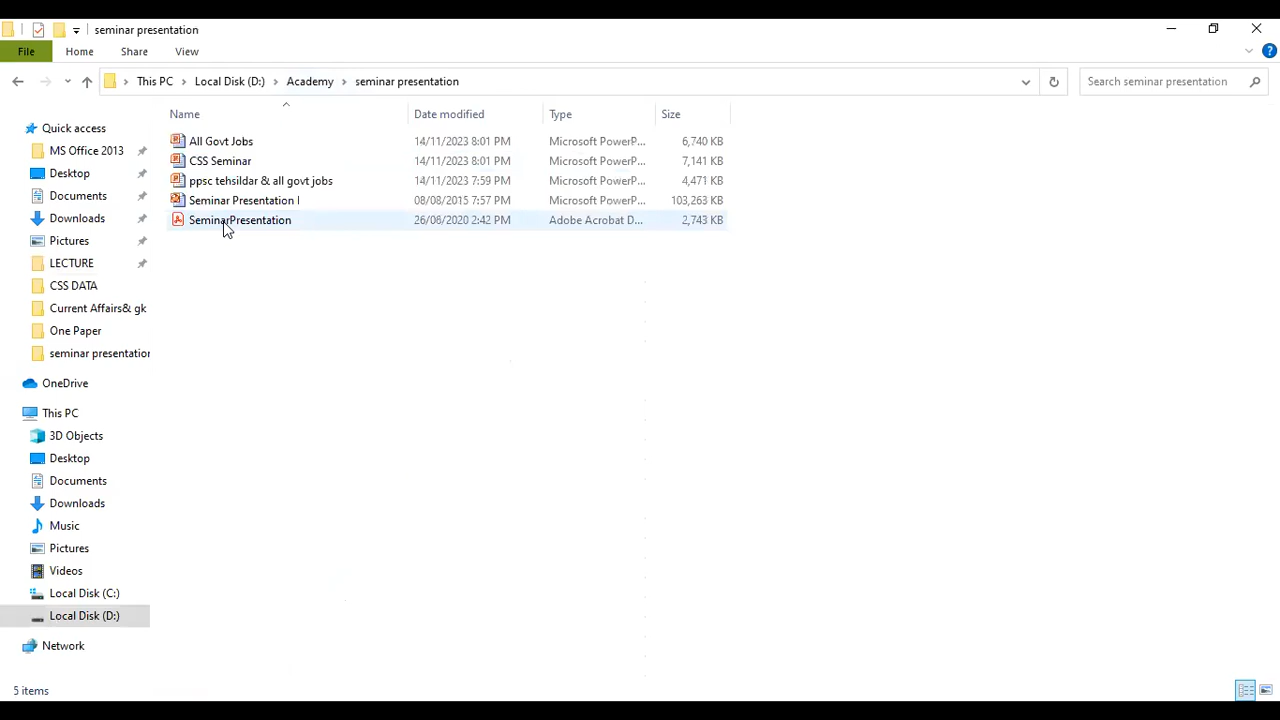 seminar presentation
File Home Share View
This PC Local Disk (D:) Academy seminar presentation Search seminar presentation
Name Date modified Type Size
All Govt Jobs 14/11/2023 8:01 PM Microsoft PowerP... 6,740 KB
CSS Seminar 14/11/2023 8:01 PM Microsoft PowerP... 7,141 KB
ppsc tehsildar & all govt jobs 14/11/2023 7:59 PM Microsoft PowerP... 4,471 KB
Seminar Presentation I 08/08/2015 7:57 PM Microsoft PowerP... 103,263 KB
SeminarPresentation 26/06/2020 2:42 PM Adobe Acrobat D... 2,743 KB
Quick access
MS Office 2013
Desktop
Documents
Downloads
Pictures
LECTURE
CSS DATA
Current Affairs& gk
One Paper
seminar presentation
OneDrive
This PC
3D Objects
Desktop
Documents
Downloads
Music
Pictures
Videos
Local Disk (C:)
Local Disk (D:)
Network
5 items